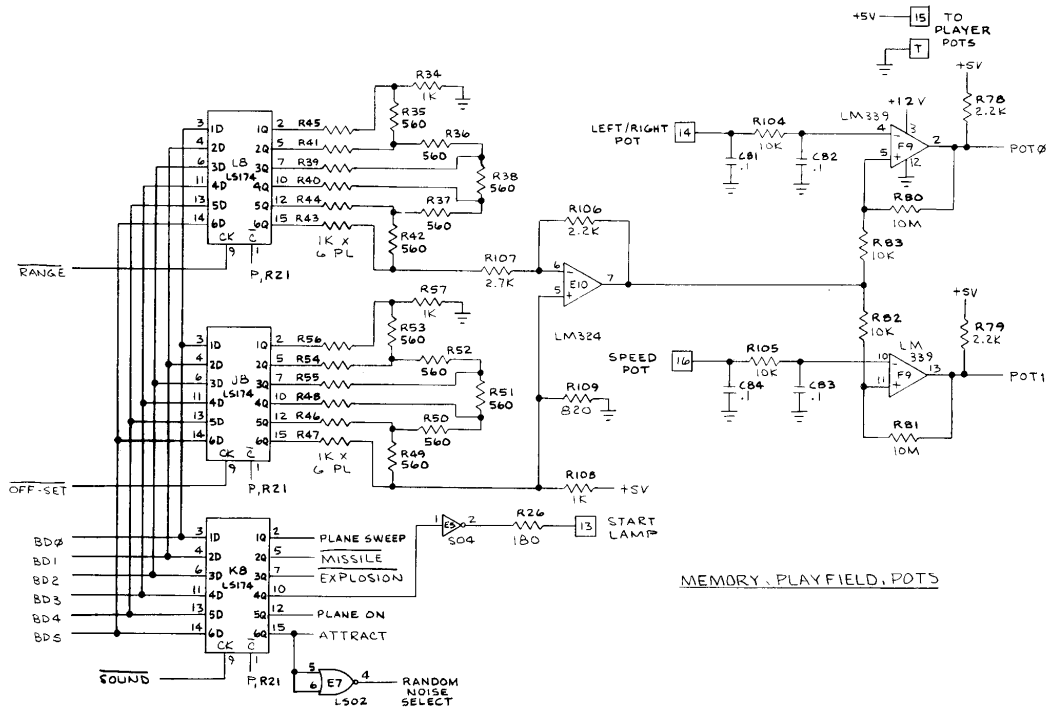 +5V 15 TO
PLAYER
POTS
T
R34
1K
R35
560
R36
560
R38
560
R37
560
R42
560
R45
R41
R39
R40
R44
R43
1K X
6 PL
3 1D 1Q 2
4 2D 2Q 5
6 3D 3Q 7
11 4D 4Q 10
13 5D 5Q 12
14 6D 6Q 15
L8
LS174
CK C̅
9 1
P,R21
R̅A̅N̅G̅E̅
R107
2.7K
R106
2.2K
6 −
5 +
E10
7
LM324
LEFT/RIGHT
POT
14
R104
10K
C81
.1
C82
.1
+12V
LM339
3
4 −
5 +
F9
2
12
+5V
R78
2.2K
POTØ
R80
10M
R83
10K
R82
10K
R57
1K
R53
560
R52
560
R51
560
R50
560
R49
560
R56
R54
R55
R48
R46
R47
1K X
6 PL
3 1D 1Q 2
4 2D 2Q 5
6 3D 3Q 7
11 4D 4Q 10
13 5D 5Q 12
14 6D 6Q 15
J8
LS174
CK C̅
9 1
P,R21
O̅F̅F̅-̅S̅E̅T̅
R109
820
R108
1K
+5V
SPEED
POT
16
R105
10K
C84
.1
C83
.1
LM
339
10 −
11 +
F9
13
+5V
R79
2.2K
POT1
R81
10M
BDØ
BD1
BD2
BD3
BD4
BD5
3 1D 1Q 2 PLANE SWEEP
4 2D 2Q 5 M̅I̅S̅S̅I̅L̅E̅
6 3D 3Q 7 E̅X̅P̅L̅O̅S̅I̅O̅N̅
11 4D 4Q 10
13 5D 5Q 12 PLANE ON
14 6D 6Q 15 ATTRACT
K8
LS174
CK C̅
9 1
P,R21
S̅O̅U̅N̅D̅
1 E5 2
S04
R26
180
13
START
LAMP
5
6
E7
4
LS02
RANDOM
NOISE
SELECT
MEMORY, PLAYFIELD, POTS